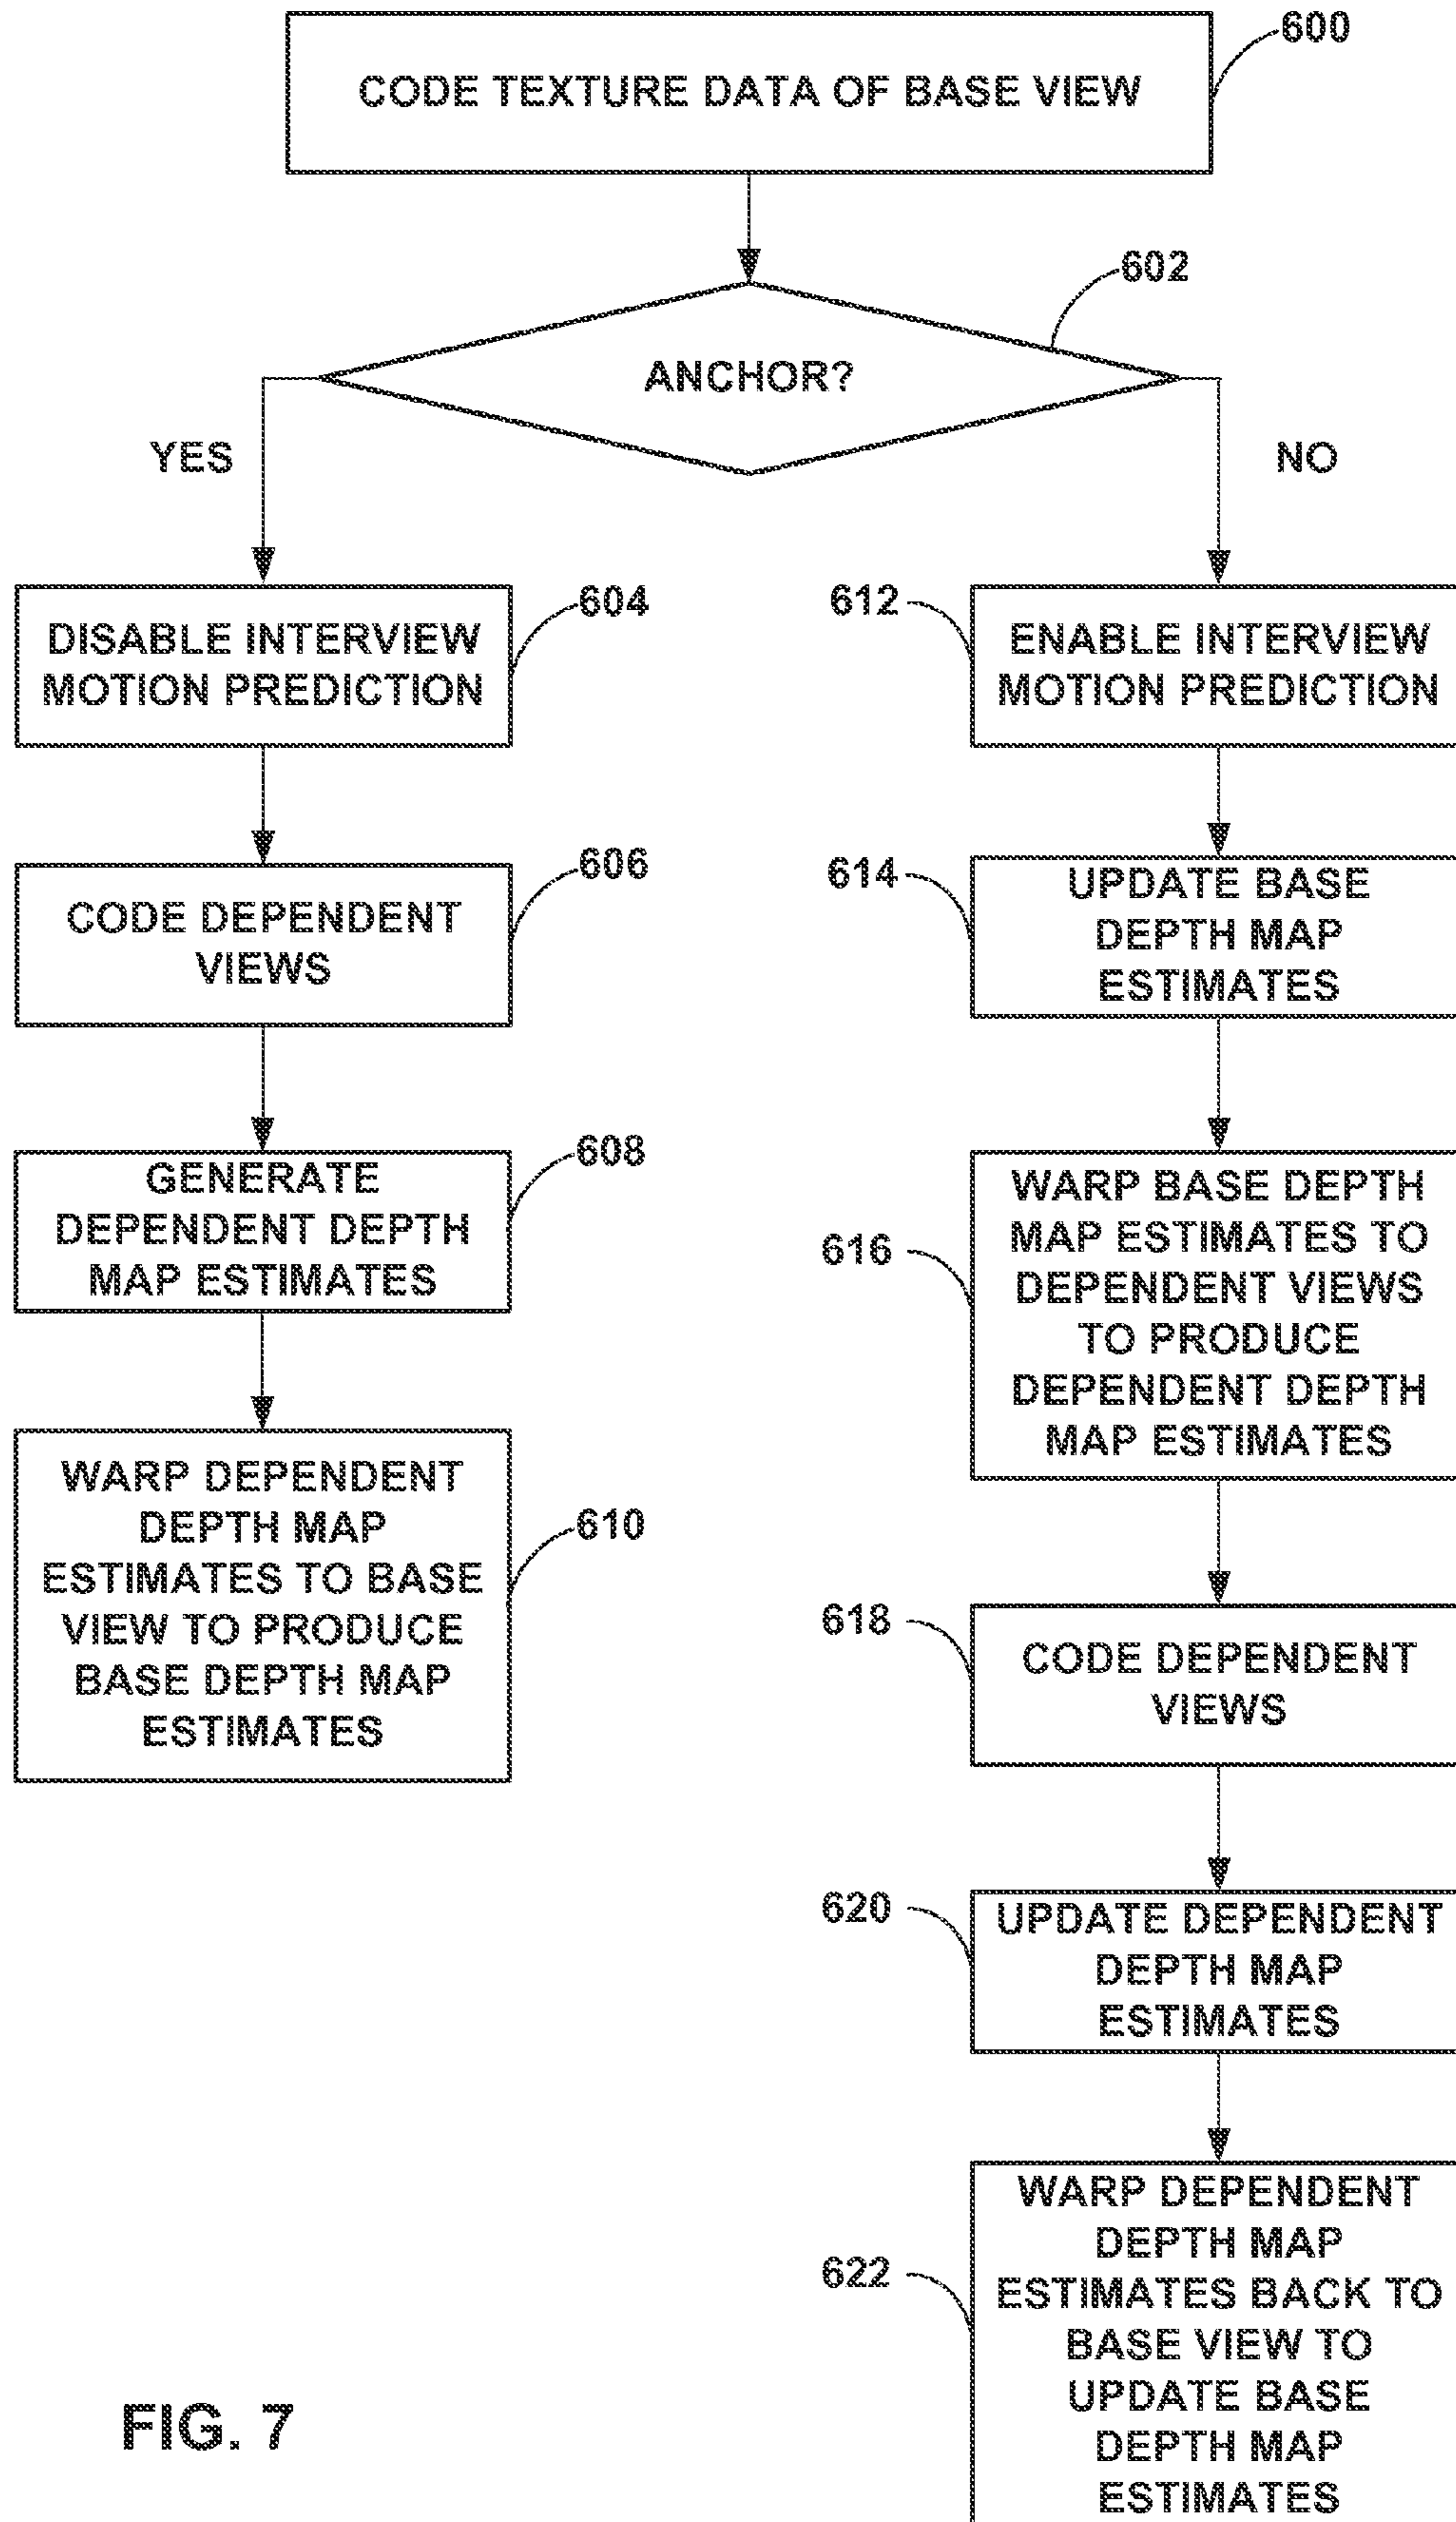 600
CODE TEXTURE DATA OF BASE VIEW
602
ANCHOR?
YES
NO
604
DISABLE INTERVIEW
MOTION PREDICTION
606
CODE DEPENDENT
VIEWS
608
GENERATE
DEPENDENT DEPTH
MAP ESTIMATES
610
WARP DEPENDENT
DEPTH MAP
ESTIMATES TO BASE
VIEW TO PRODUCE
BASE DEPTH MAP
ESTIMATES
612
ENABLE INTERVIEW
MOTION PREDICTION
614
UPDATE BASE
DEPTH MAP
ESTIMATES
616
WARP BASE DEPTH
MAP ESTIMATES TO
DEPENDENT VIEWS
TO PRODUCE
DEPENDENT DEPTH
MAP ESTIMATES
618
CODE DEPENDENT
VIEWS
620
UPDATE DEPENDENT
DEPTH MAP
ESTIMATES
622
WARP DEPENDENT
DEPTH MAP
ESTIMATES BACK TO
BASE VIEW TO
UPDATE BASE
DEPTH MAP
ESTIMATES
FIG. 7